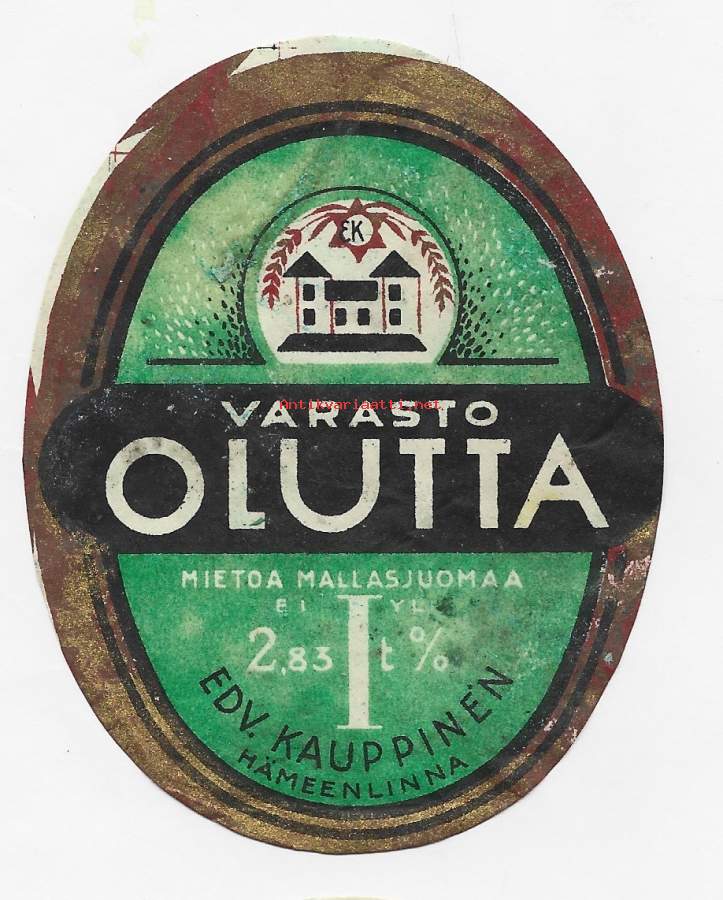 EK
VARASTO
Antikvariaatti.net
OLUTTA
MIETOA MALLASJUOMAA
EI YLI
I
2,83 t %
EDV. KAUPPINEN
HÄMEENLINNA